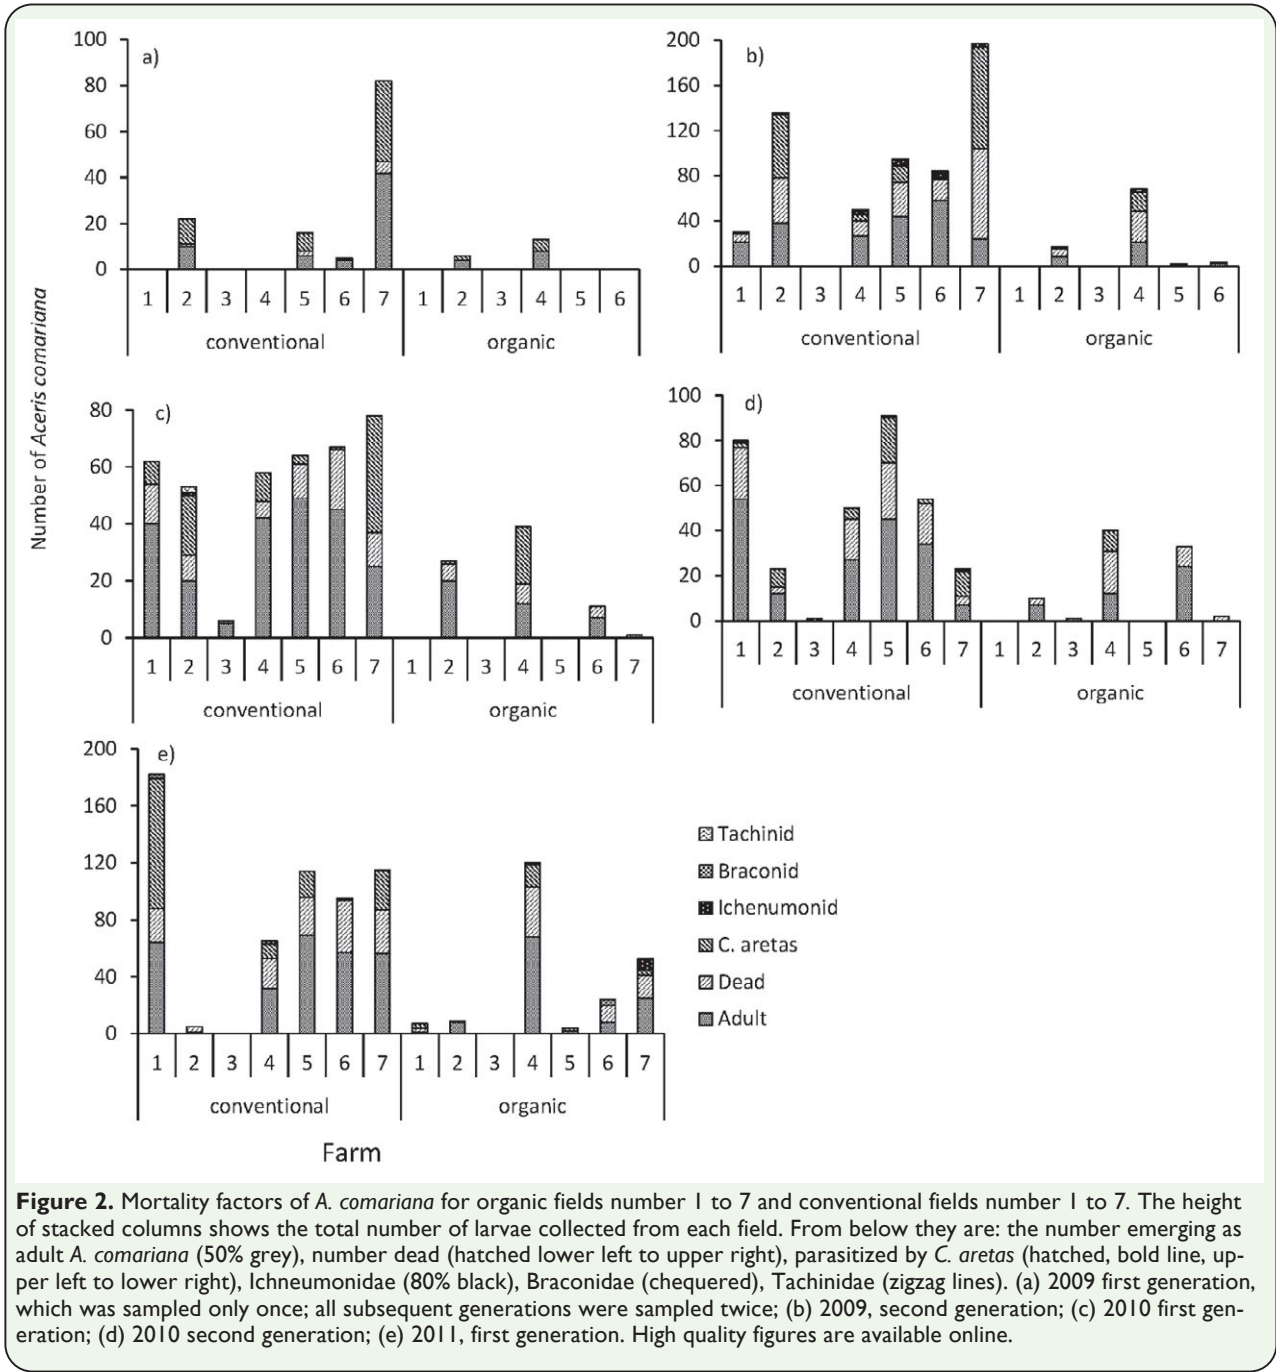 Number of Aceris comariana
a)
100
80
60
40
20
0
1 2 3 4 5 6 7 1 2 3 4 5 6
conventional organic
b)
200
160
120
80
40
0
1 2 3 4 5 6 7 1 2 3 4 5 6
conventional organic
c)
80
60
40
20
0
1 2 3 4 5 6 7 1 2 3 4 5 6 7
conventional organic
d)
100
80
60
40
20
0
1 2 3 4 5 6 7 1 2 3 4 5 6 7
conventional organic
e)
200
160
120
80
40
0
1 2 3 4 5 6 7 1 2 3 4 5 6 7
conventional organic
Farm
Tachinid
Braconid
Ichenumonid
C. aretas
Dead
Adult
Figure 2. Mortality factors of A. comariana for organic fields number 1 to 7 and conventional fields number 1 to 7. The height
of stacked columns shows the total number of larvae collected from each field. From below they are: the number emerging as
adult A. comariana (50% grey), number dead (hatched lower left to upper right), parasitized by C. aretas (hatched, bold line, up-
per left to lower right), Ichneumonidae (80% black), Braconidae (chequered), Tachinidae (zigzag lines). (a) 2009 first generation,
which was sampled only once; all subsequent generations were sampled twice; (b) 2009, second generation; (c) 2010 first gen-
eration; (d) 2010 second generation; (e) 2011, first generation. High quality figures are available online.